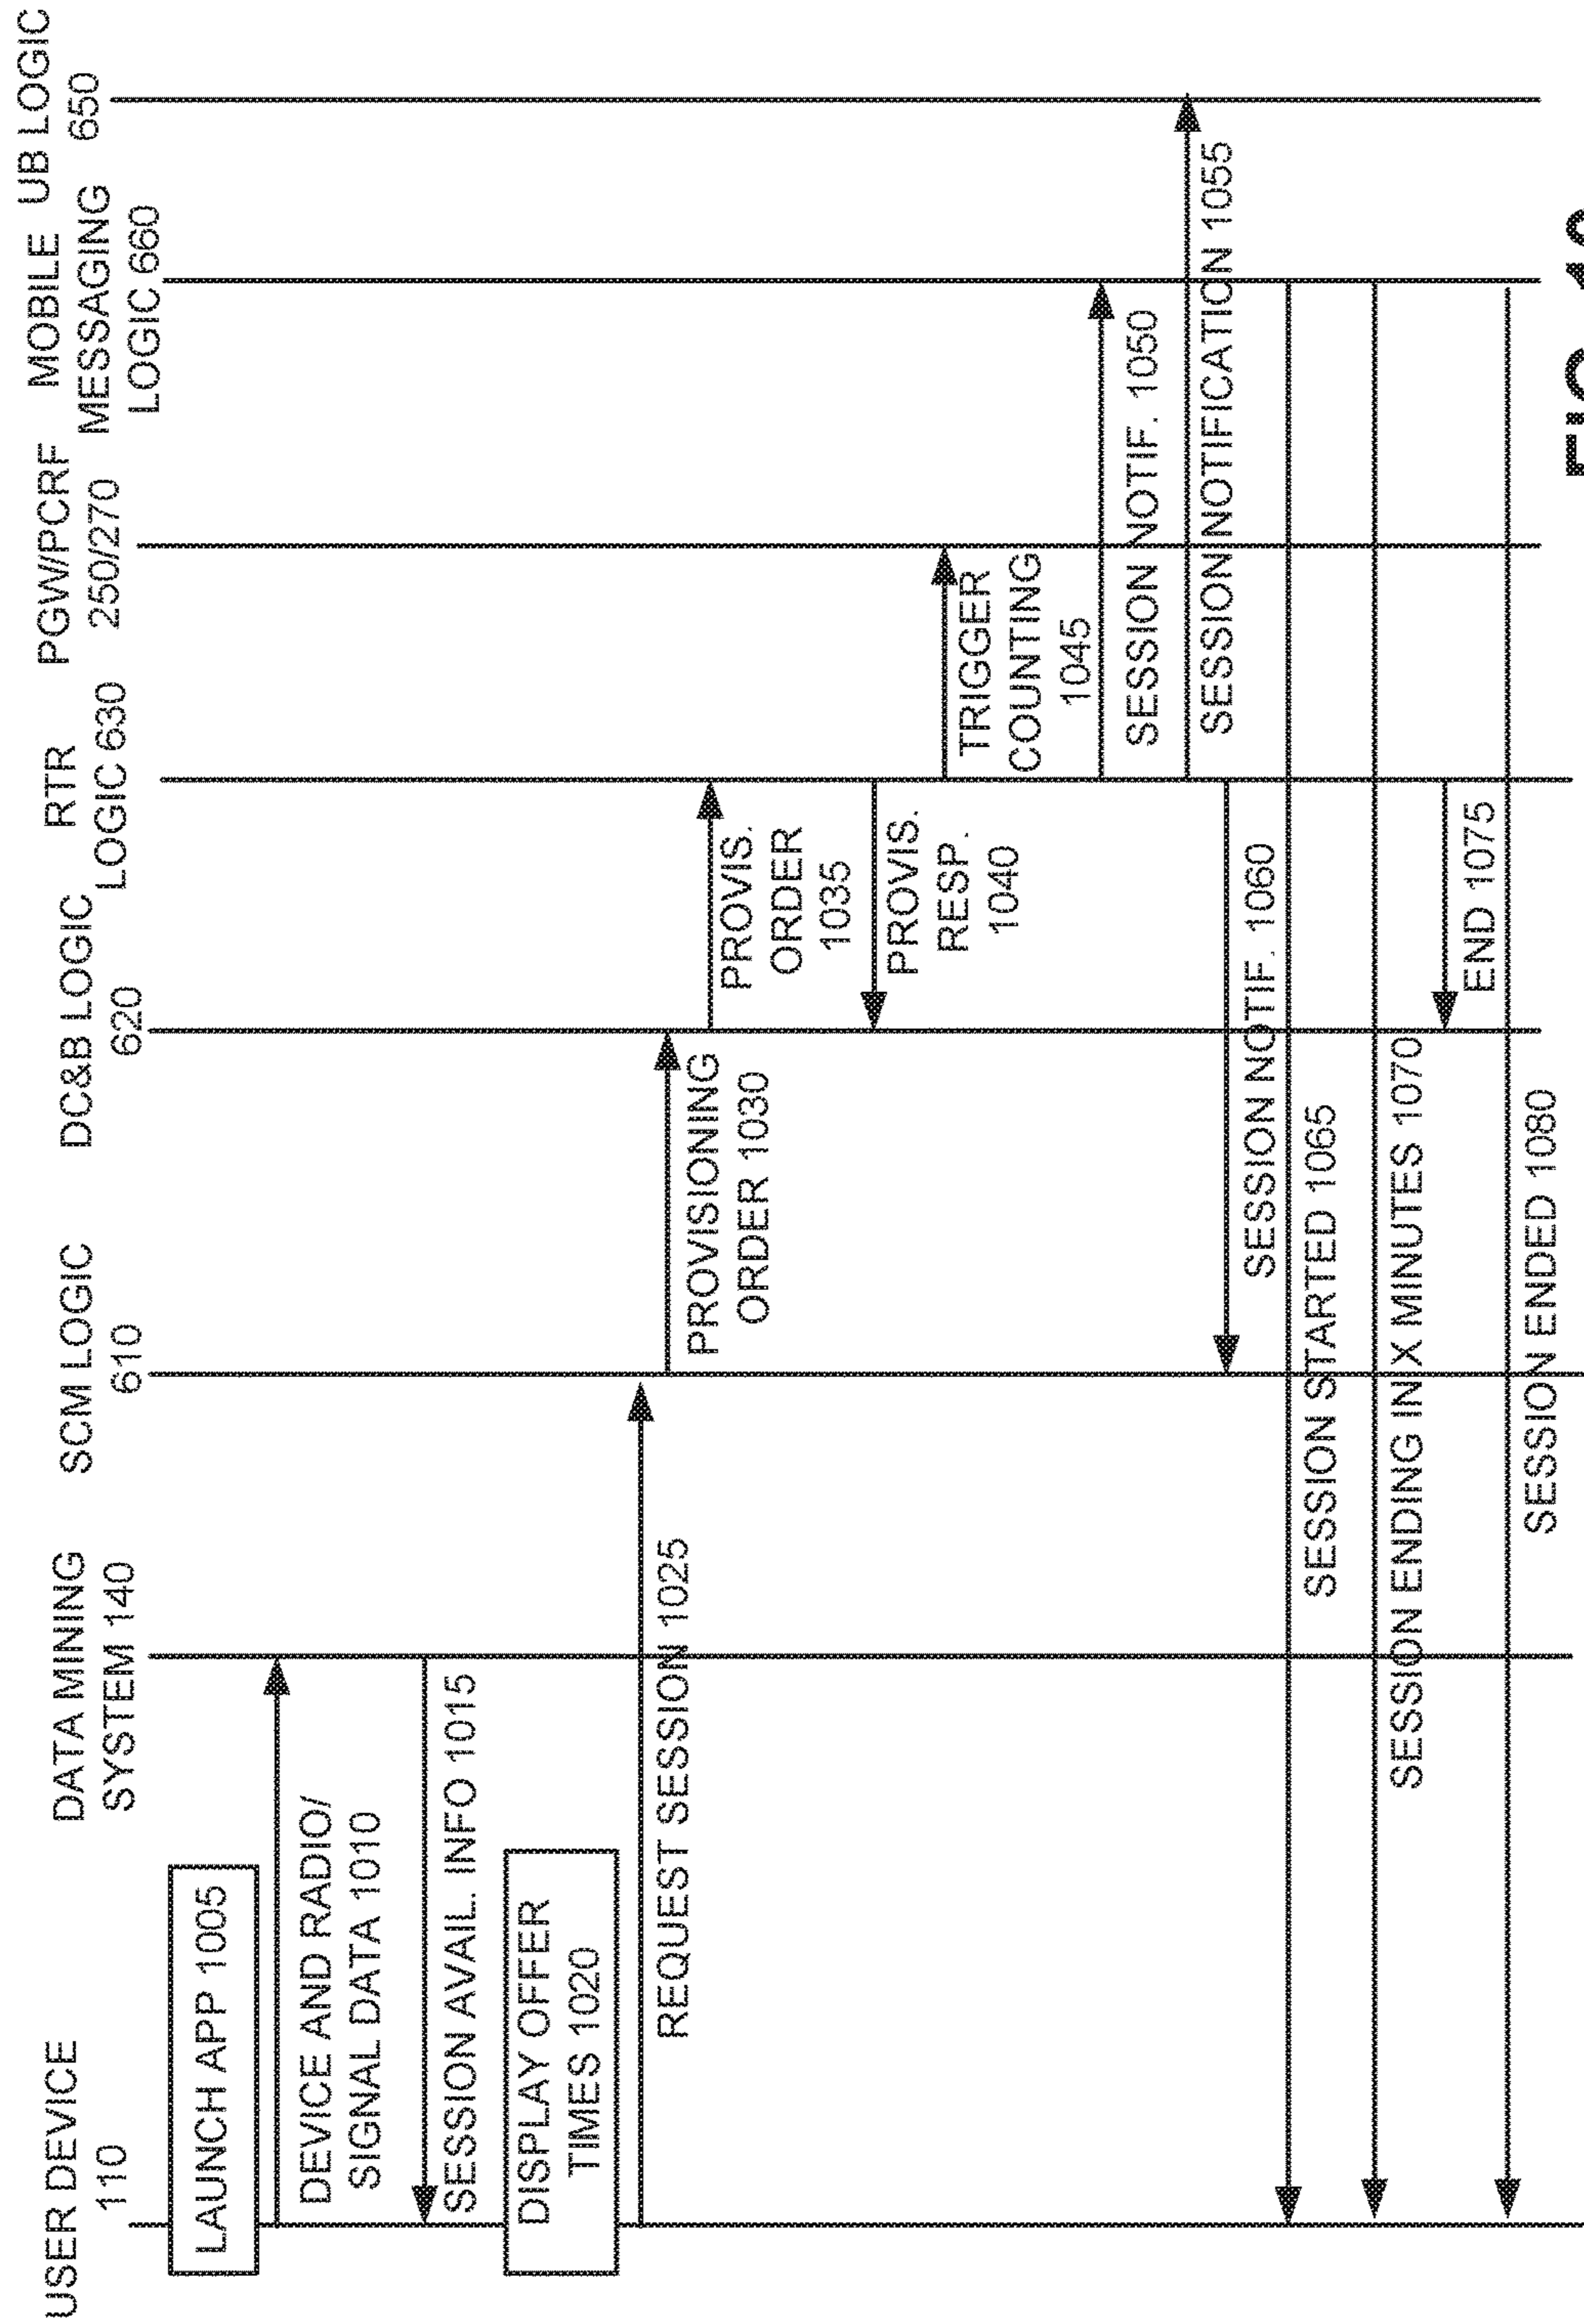 USER DEVICE
110
DATA MINING
SYSTEM 140
SCM LOGIC
610
DC&B LOGIC
620
RTR
LOGIC 630
PGW/PCRF
250/270
MOBILE
MESSAGING
LOGIC 660
UB LOGIC
650
LAUNCH APP 1005
DEVICE AND RADIO/
SIGNAL DATA 1010
SESSION AVAIL. INFO 1015
DISPLAY OFFER
TIMES 1020
REQUEST SESSION 1025
PROVISIONING
ORDER 1030
PROVIS.
ORDER
1035
PROVIS.
RESP.
1040
TRIGGER
COUNTING
1045
SESSION NOTIF. 1050
SESSION NOTIFICATION 1055
SESSION NOTIF. 1060
SESSION STARTED 1065
SESSION ENDING IN X MINUTES 1070
END 1075
SESSION ENDED 1080